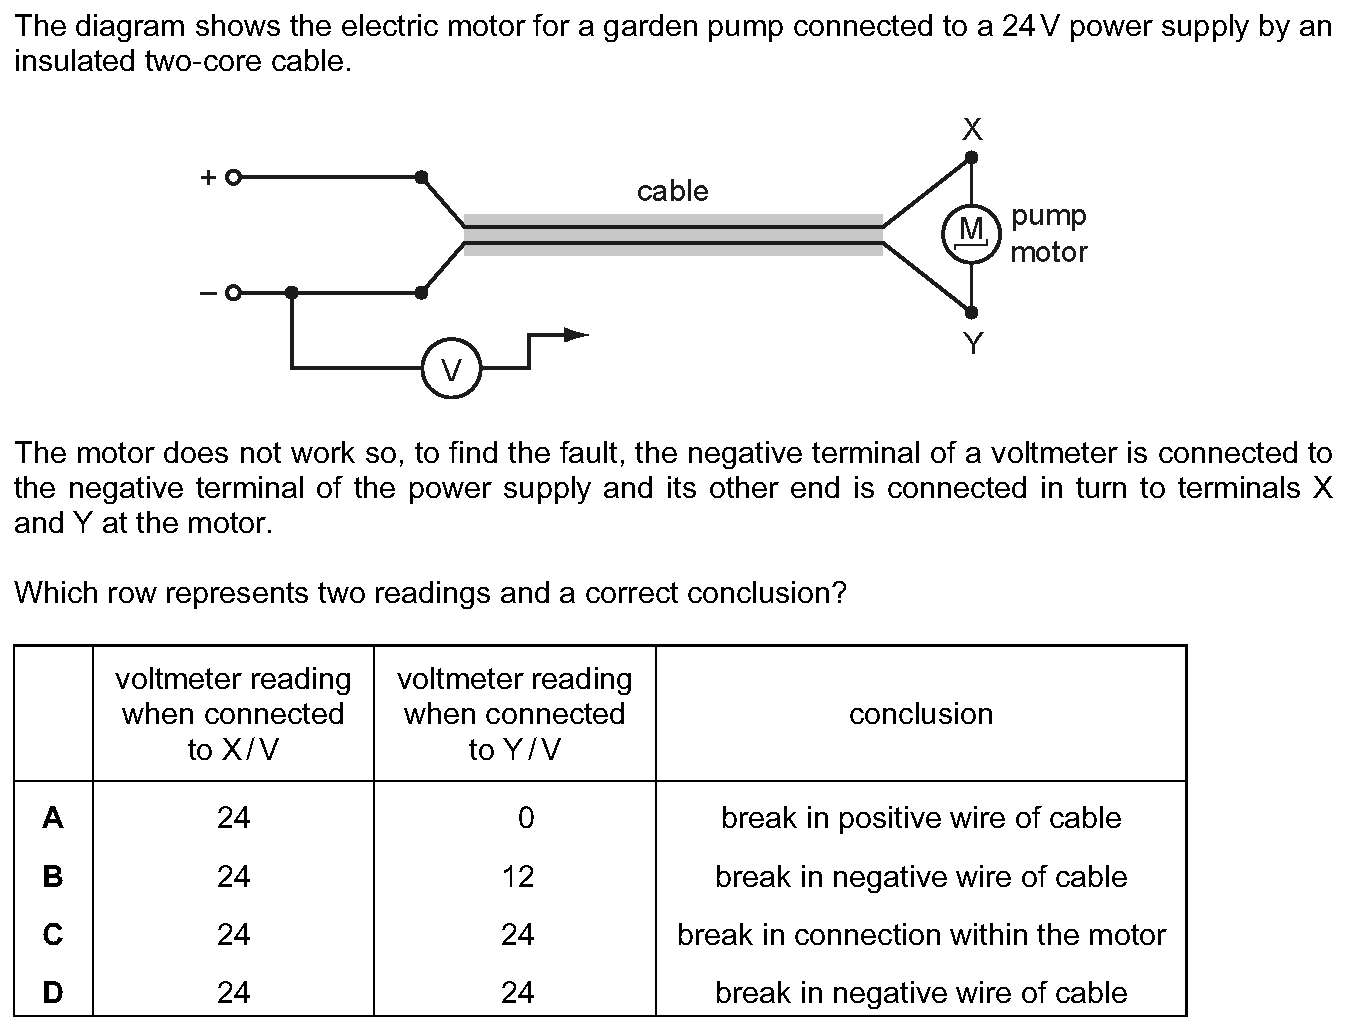 The diagram shows the electric motor for a garden pump connected to a 24 V power supply by an
insulated two-core cable.
X
+
cable
pump
M
motor
–
Y
V
The motor does not work so, to find the fault, the negative terminal of a voltmeter is connected to
the negative terminal of the power supply and its other end is connected in turn to terminals X
and Y at the motor.
Which row represents two readings and a correct conclusion?
voltmeter reading when connected to X / V
voltmeter reading when connected to Y / V
conclusion
A 24 0 break in positive wire of cable
B 24 12 break in negative wire of cable
C 24 24 break in connection within the motor
D 24 24 break in negative wire of cable